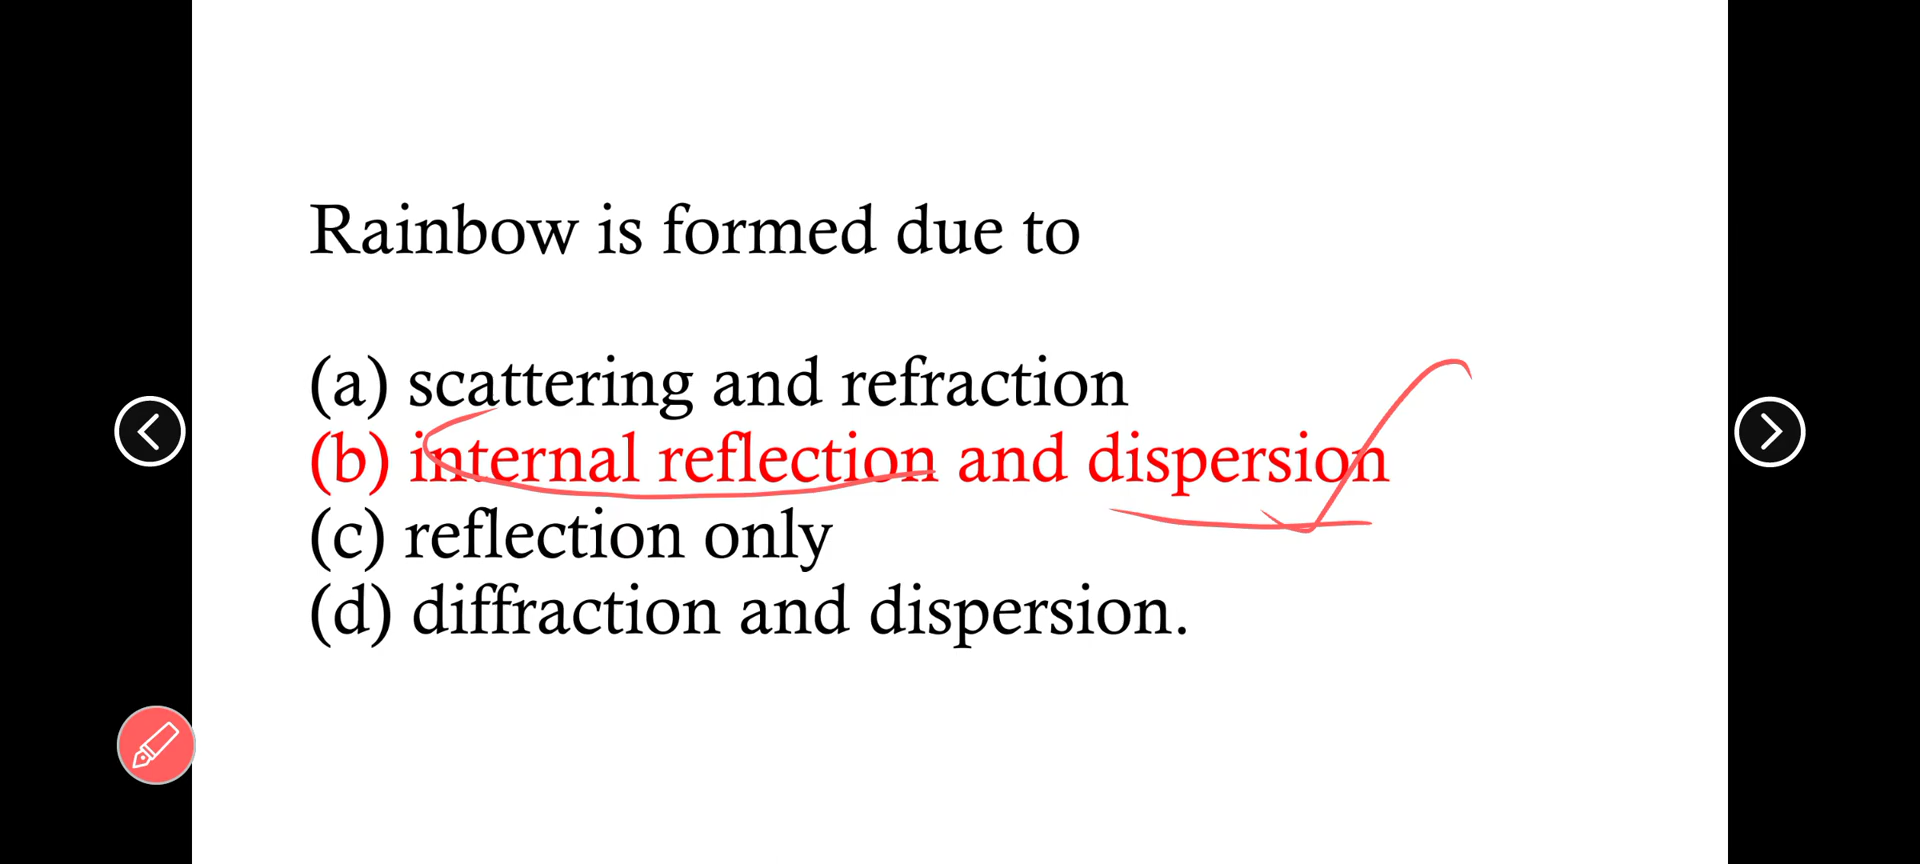 Rainbow is formed due to
(a) scattering and refraction
(b) internal reflection and dispersion
(c) reflection only
(d) diffraction and dispersion.